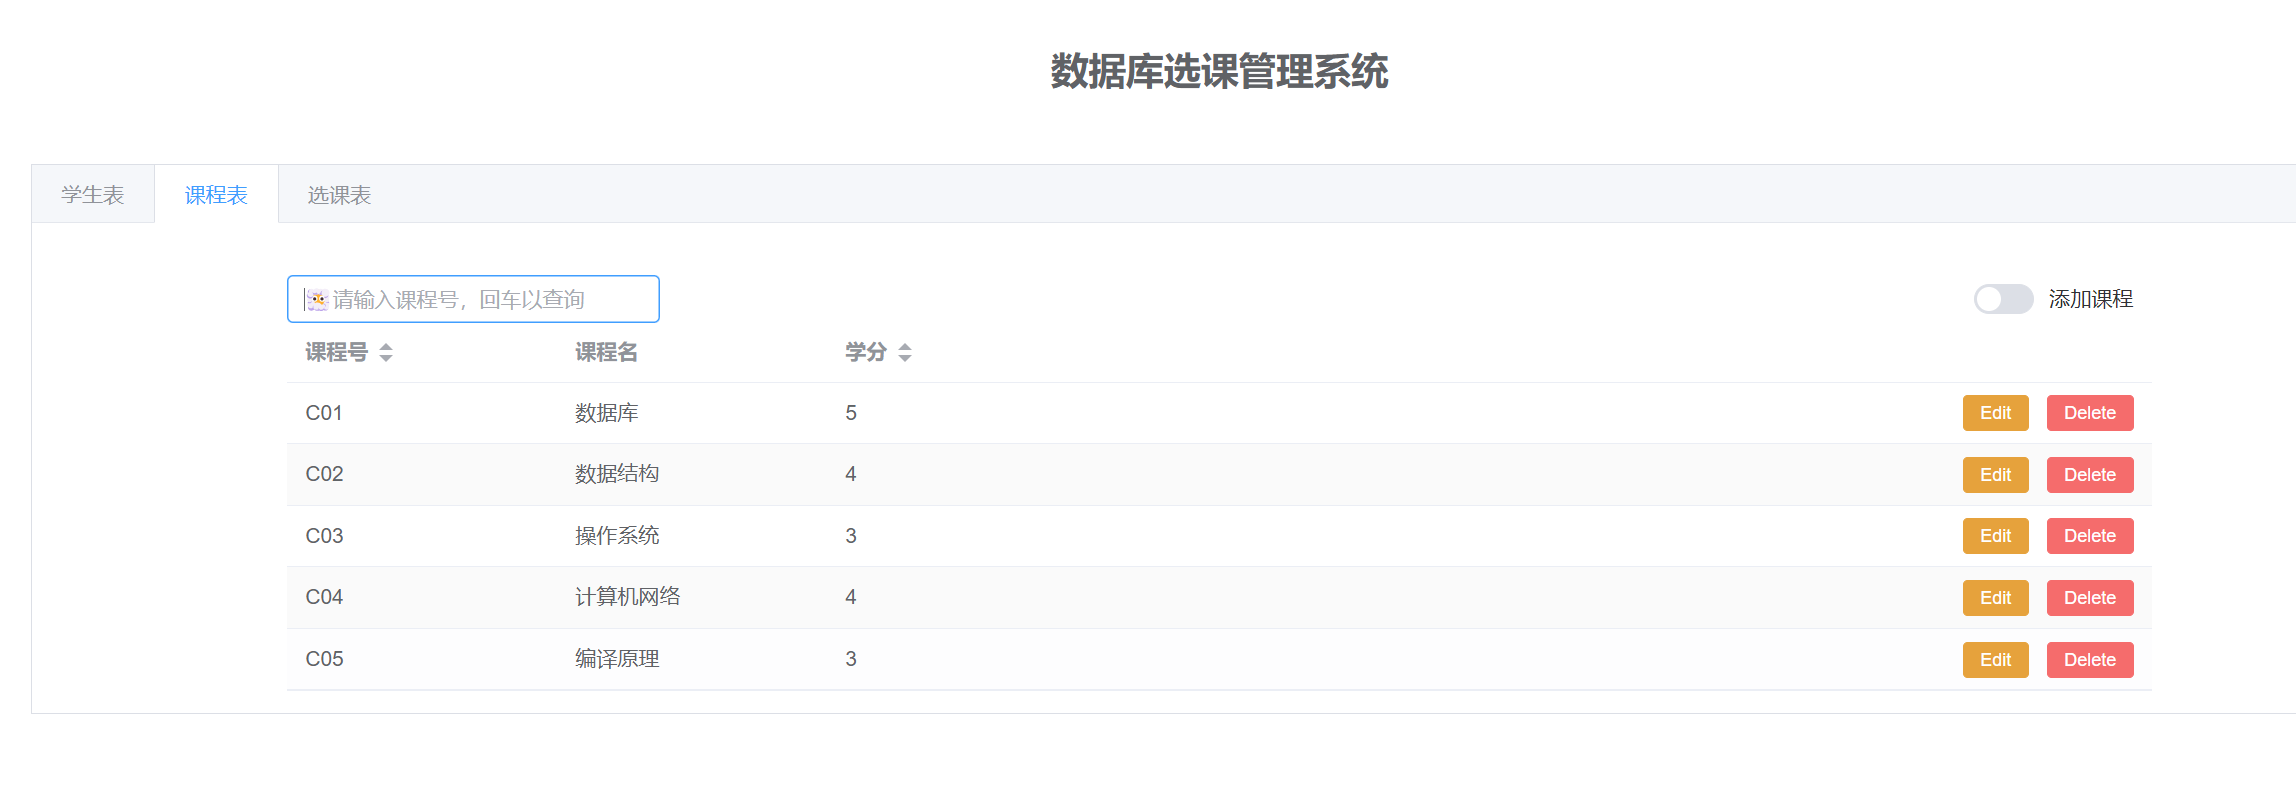 数据库选课管理系统
学生表 课程表 选课表
请输入课程号，回车以查询 添加课程
课程号 课程名 学分
C01 数据库 5 Edit Delete
C02 数据结构 4 Edit Delete
C03 操作系统 3 Edit Delete
C04 计算机网络 4 Edit Delete
C05 编译原理 3 Edit Delete